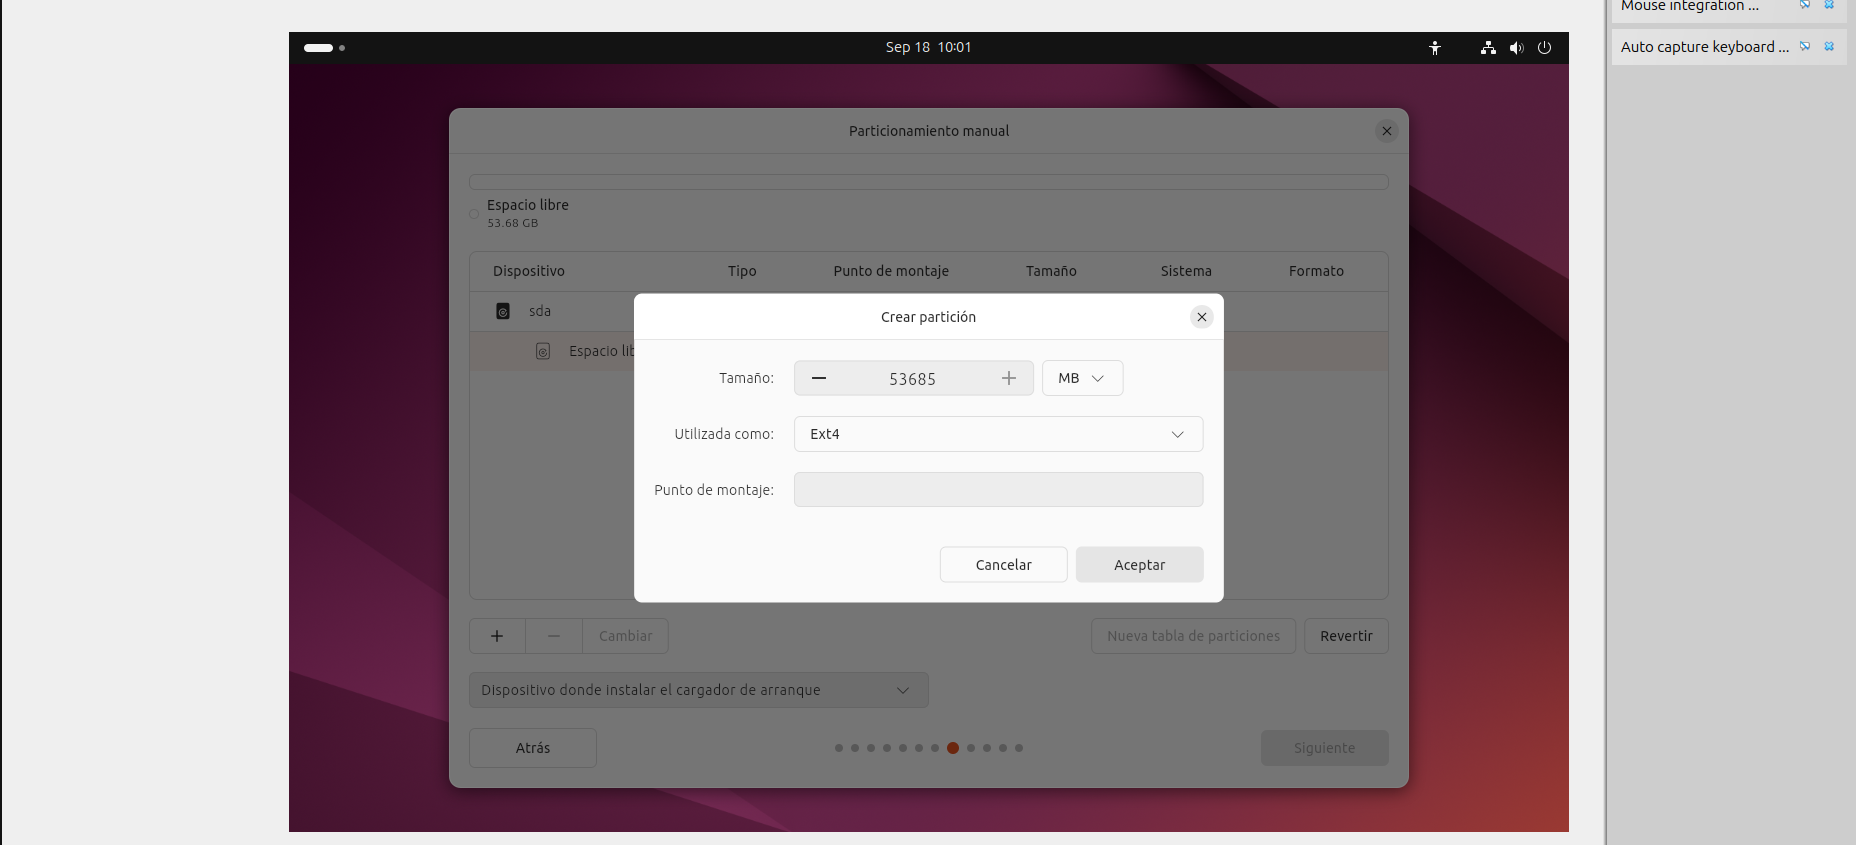 Mouse integration ...
Auto capture keyboard ...
Sep 18 10:01
Particionamiento manual
Espacio libre
53.68 GB
Dispositivo Tipo Punto de montaje Tamaño Sistema Formato
sda
Espacio lib
Crear partición
Tamaño: 53685 MB
Utilizada como: Ext4
Punto de montaje:
Cancelar Aceptar
Cambiar Nueva tabla de particiones Revertir
Dispositivo donde instalar el cargador de arranque
Atrás Siguiente